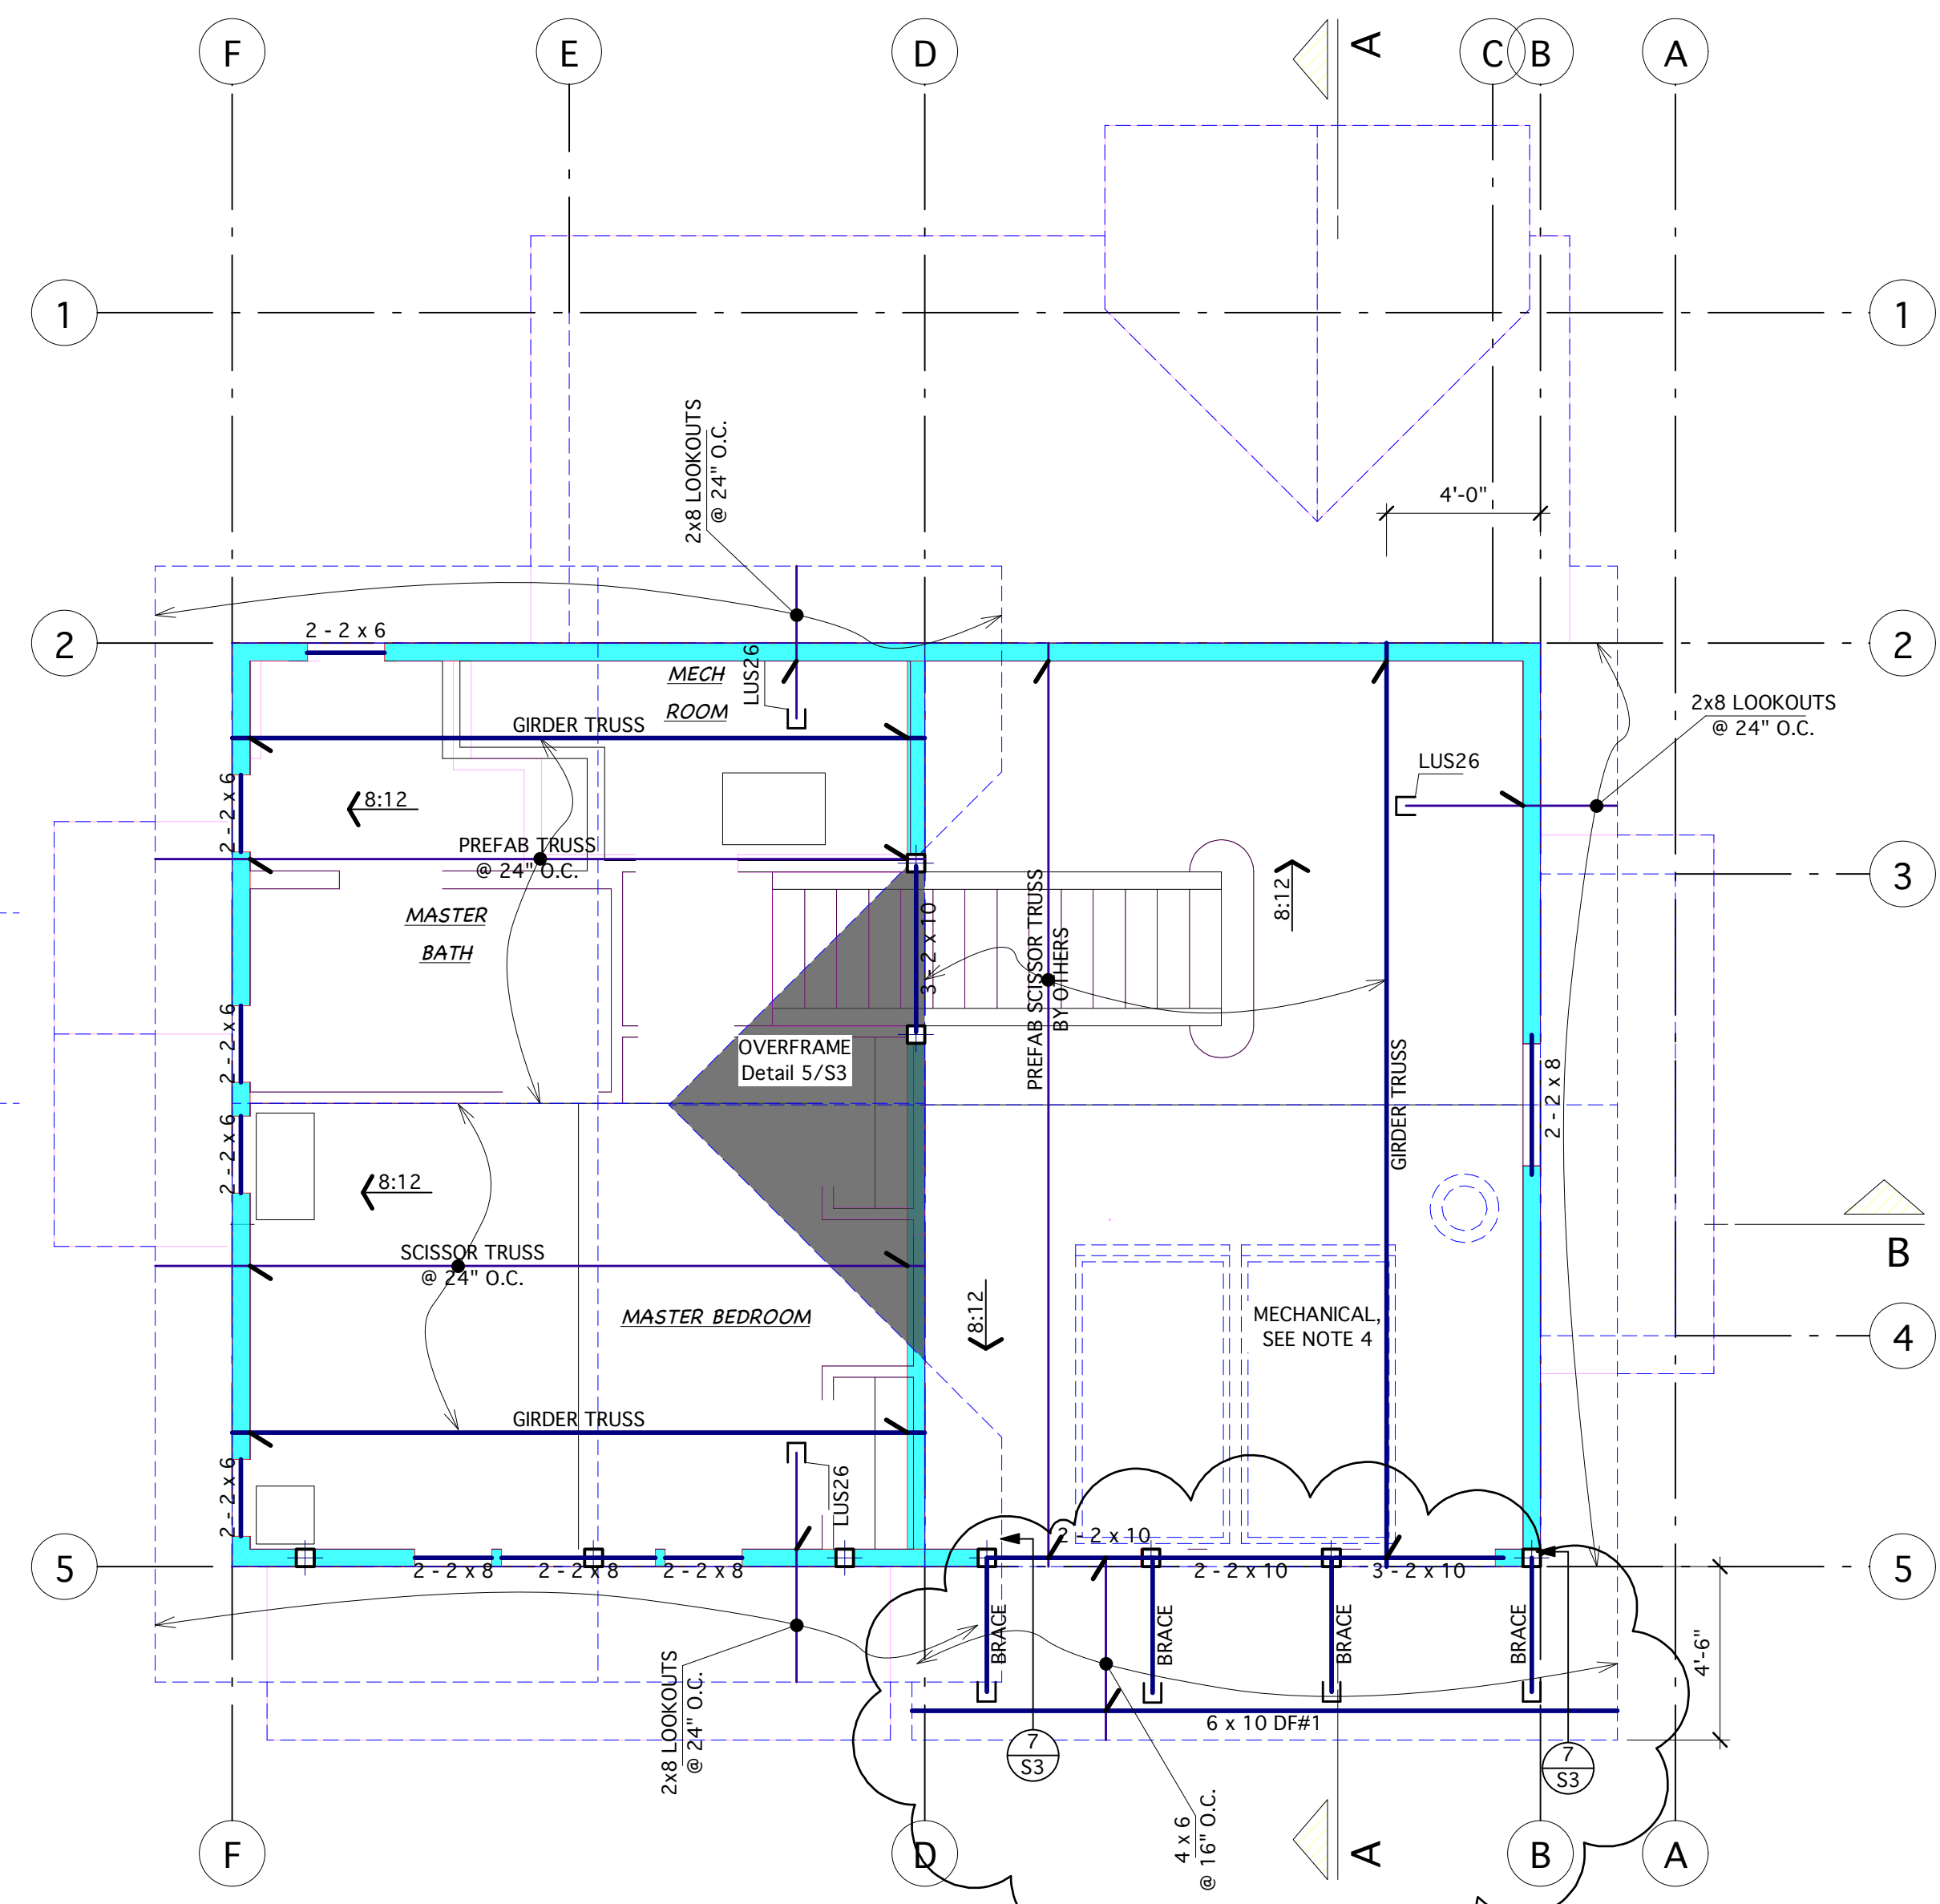 F
E
D
A
C
B
A
1
1
4'-0"
2x8 LOOKOUTS
@ 24" O.C.
2
2 - 2 x 6
2
MECH
ROOM
LUS26
GIRDER TRUSS
2x8 LOOKOUTS
@ 24" O.C.
LUS26
2 - 2 x 6
8:12
PREFAB TRUSS
@ 24" O.C.
3
MASTER
BATH
3 - 2 x 10
PREFAB SCISSOR TRUSS
BY OTHERS
8:12
2 - 2 x 6
OVERFRAME
Detail 5/S3
GIRDER TRUSS
2 - 2 x 8
2 - 2 x 6
8:12
SCISSOR TRUSS
@ 24" O.C.
B
MASTER BEDROOM
8:12
MECHANICAL,
SEE NOTE 4
4
GIRDER TRUSS
2 - 2 x 6
LUS26
2 - 2 x 10
5
2 - 2 x 8
2 - 2 x 8
2 - 2 x 8
2 - 2 x 10
3 - 2 x 10
5
BRACE
BRACE
BRACE
BRACE
4'-6"
2x8 LOOKOUTS
@ 24" O.C.
6 x 10 DF#1
7
S3
7
S3
4 x 6
@ 16" O.C.
F
D
A
B
A